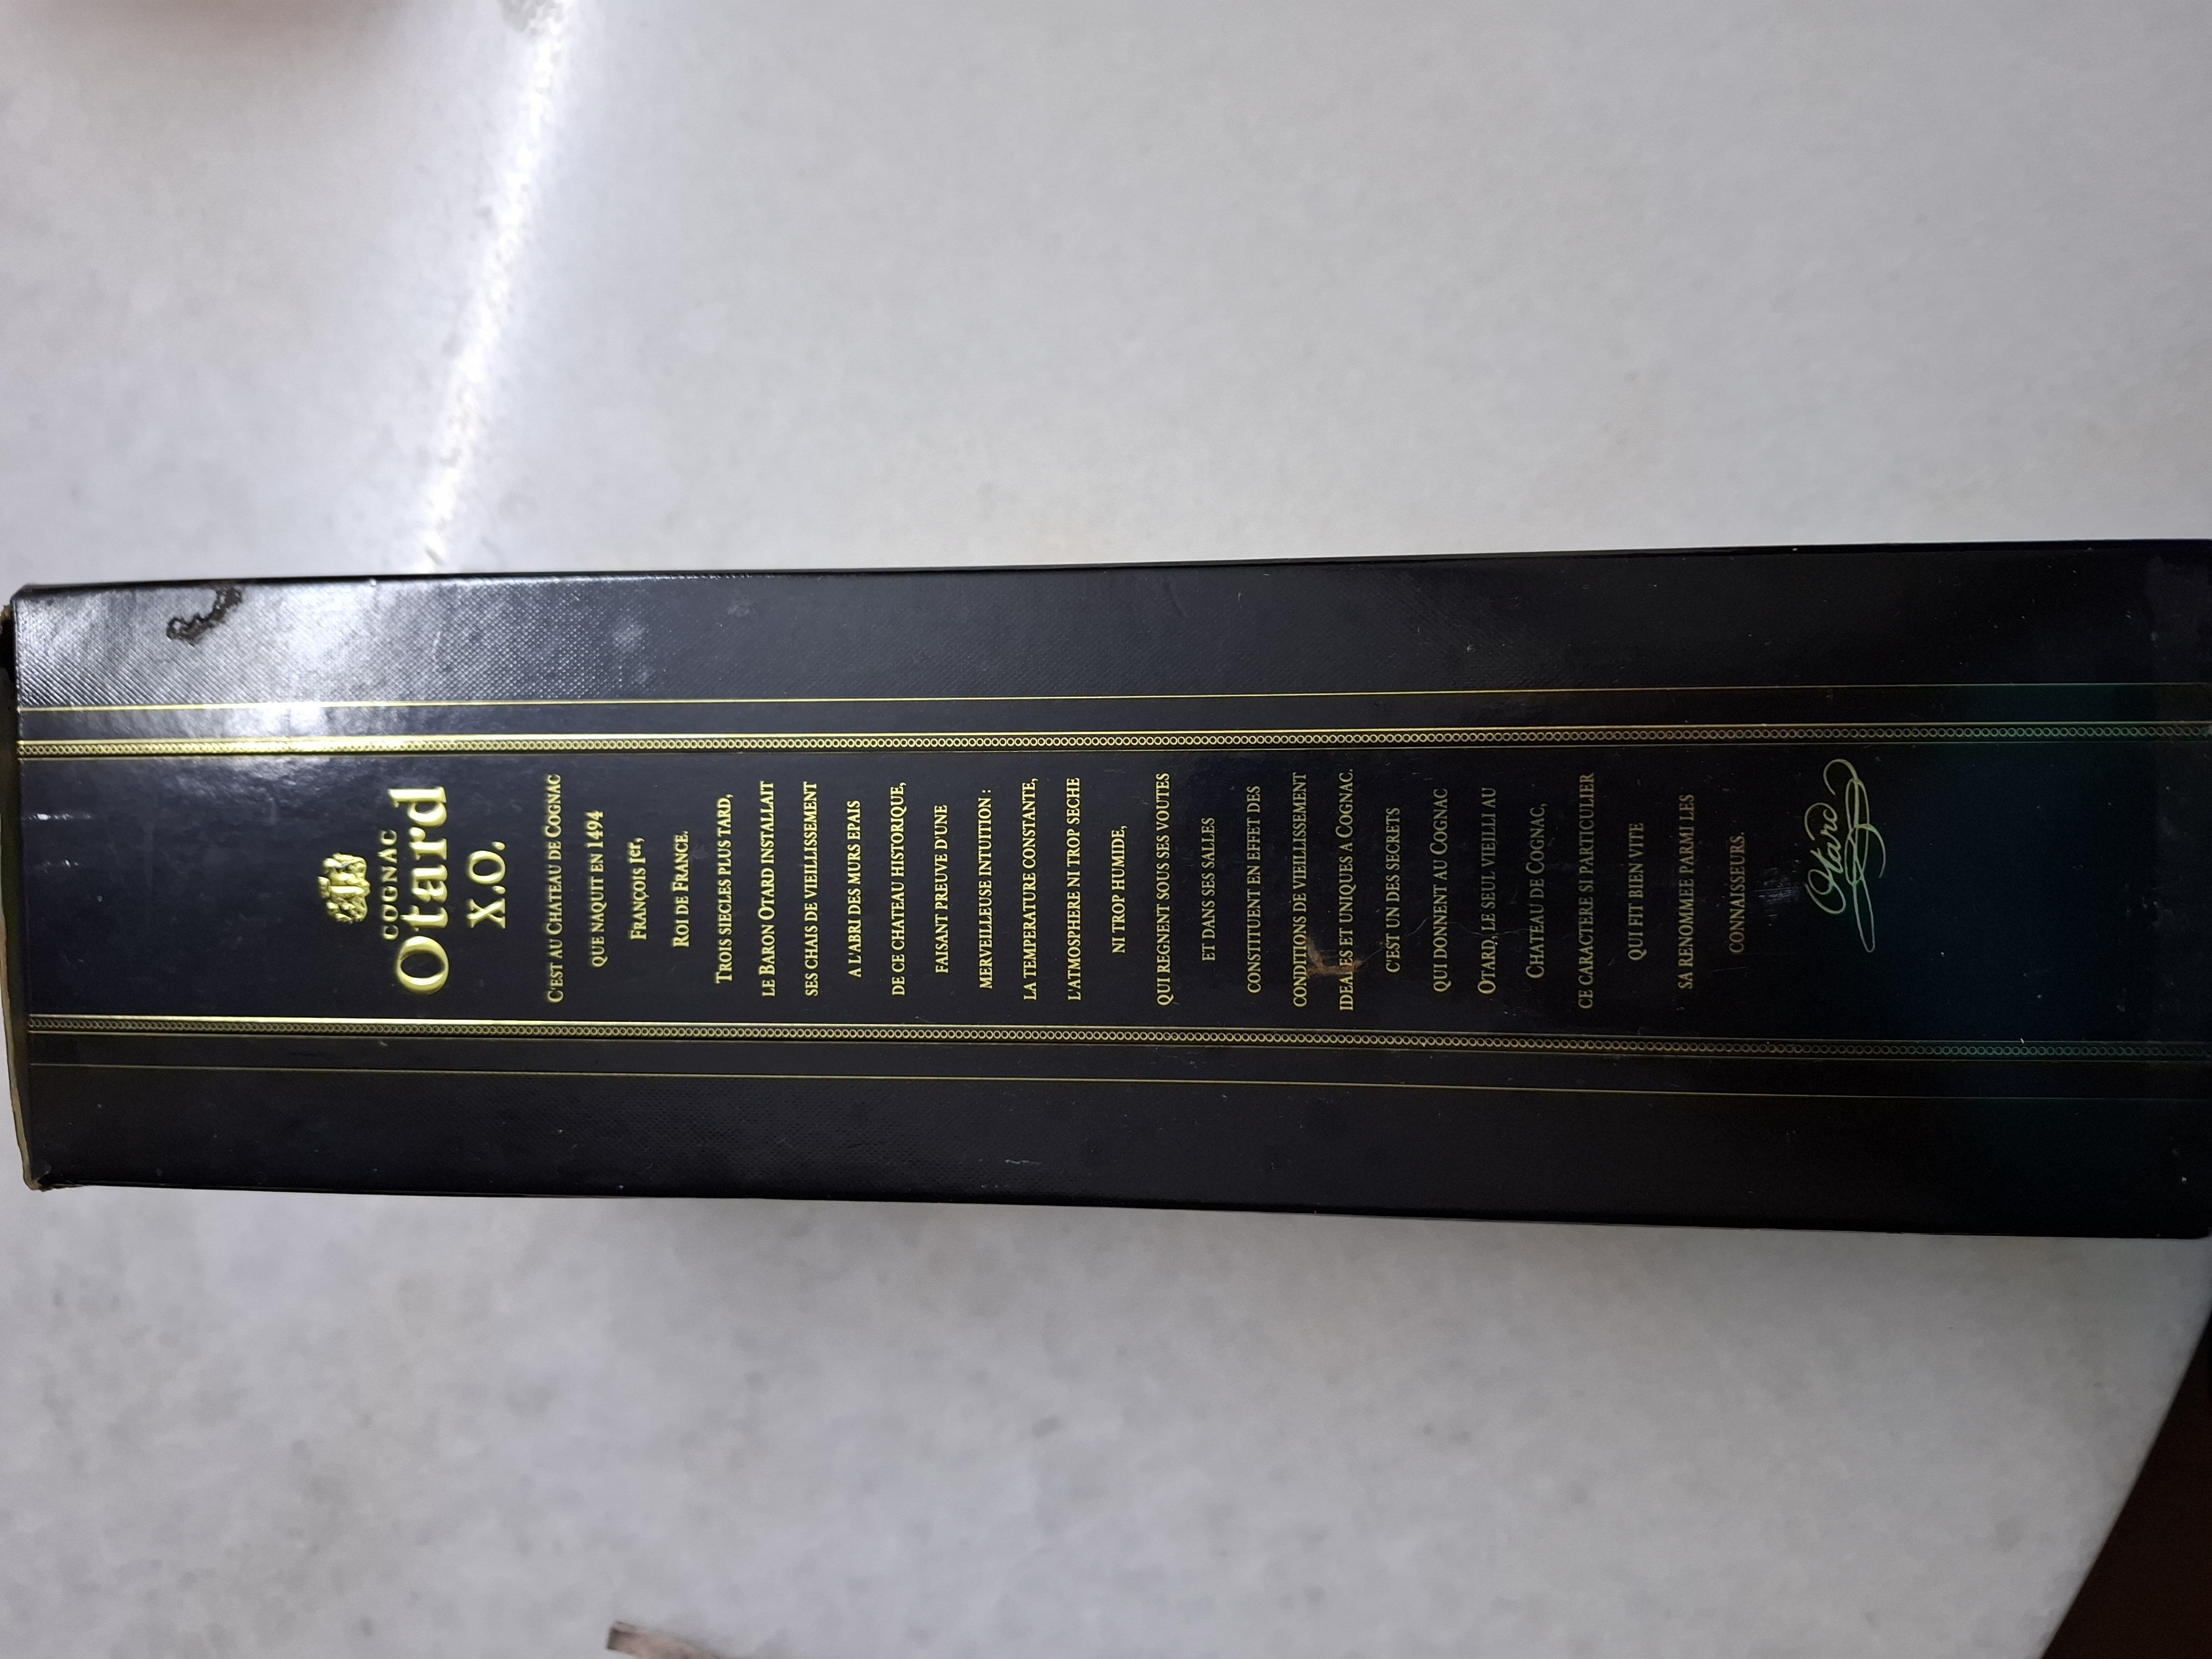 COGNAC
Otard
X.O.
C'EST AU CHATEAU DE COGNAC
QUE NAQUIT EN 1494
FRANÇOIS 1er,
ROI DE FRANCE.
TROIS SIECLES PLUS TARD,
LE BARON OTARD INSTALLAIT
SES CHAIS DE VIEILLISSEMENT
A L'ABRI DES MURS EPAIS
DE CE CHATEAU HISTORIQUE,
FAISANT PREUVE D'UNE
MERVEILLEUSE INTUITION :
LA TEMPERATURE CONSTANTE,
L'ATMOSPHERE NI TROP SECHE
NI TROP HUMIDE,
QUI REGNENT SOUS SES VOUTES
ET DANS SES SALLES
CONSTITUENT EN EFFET DES
CONDITIONS DE VIEILLISSEMENT
IDEALES ET UNIQUES A COGNAC.
C'EST UN DES SECRETS
QUI DONNENT AU COGNAC
OTARD, LE SEUL VIEILLI AU
CHATEAU DE COGNAC,
CE CARACTERE SI PARTICULIER
QUI FIT BIEN VITE
SA RENOMMEE PARMI LES
CONNAISSEURS.
Otard